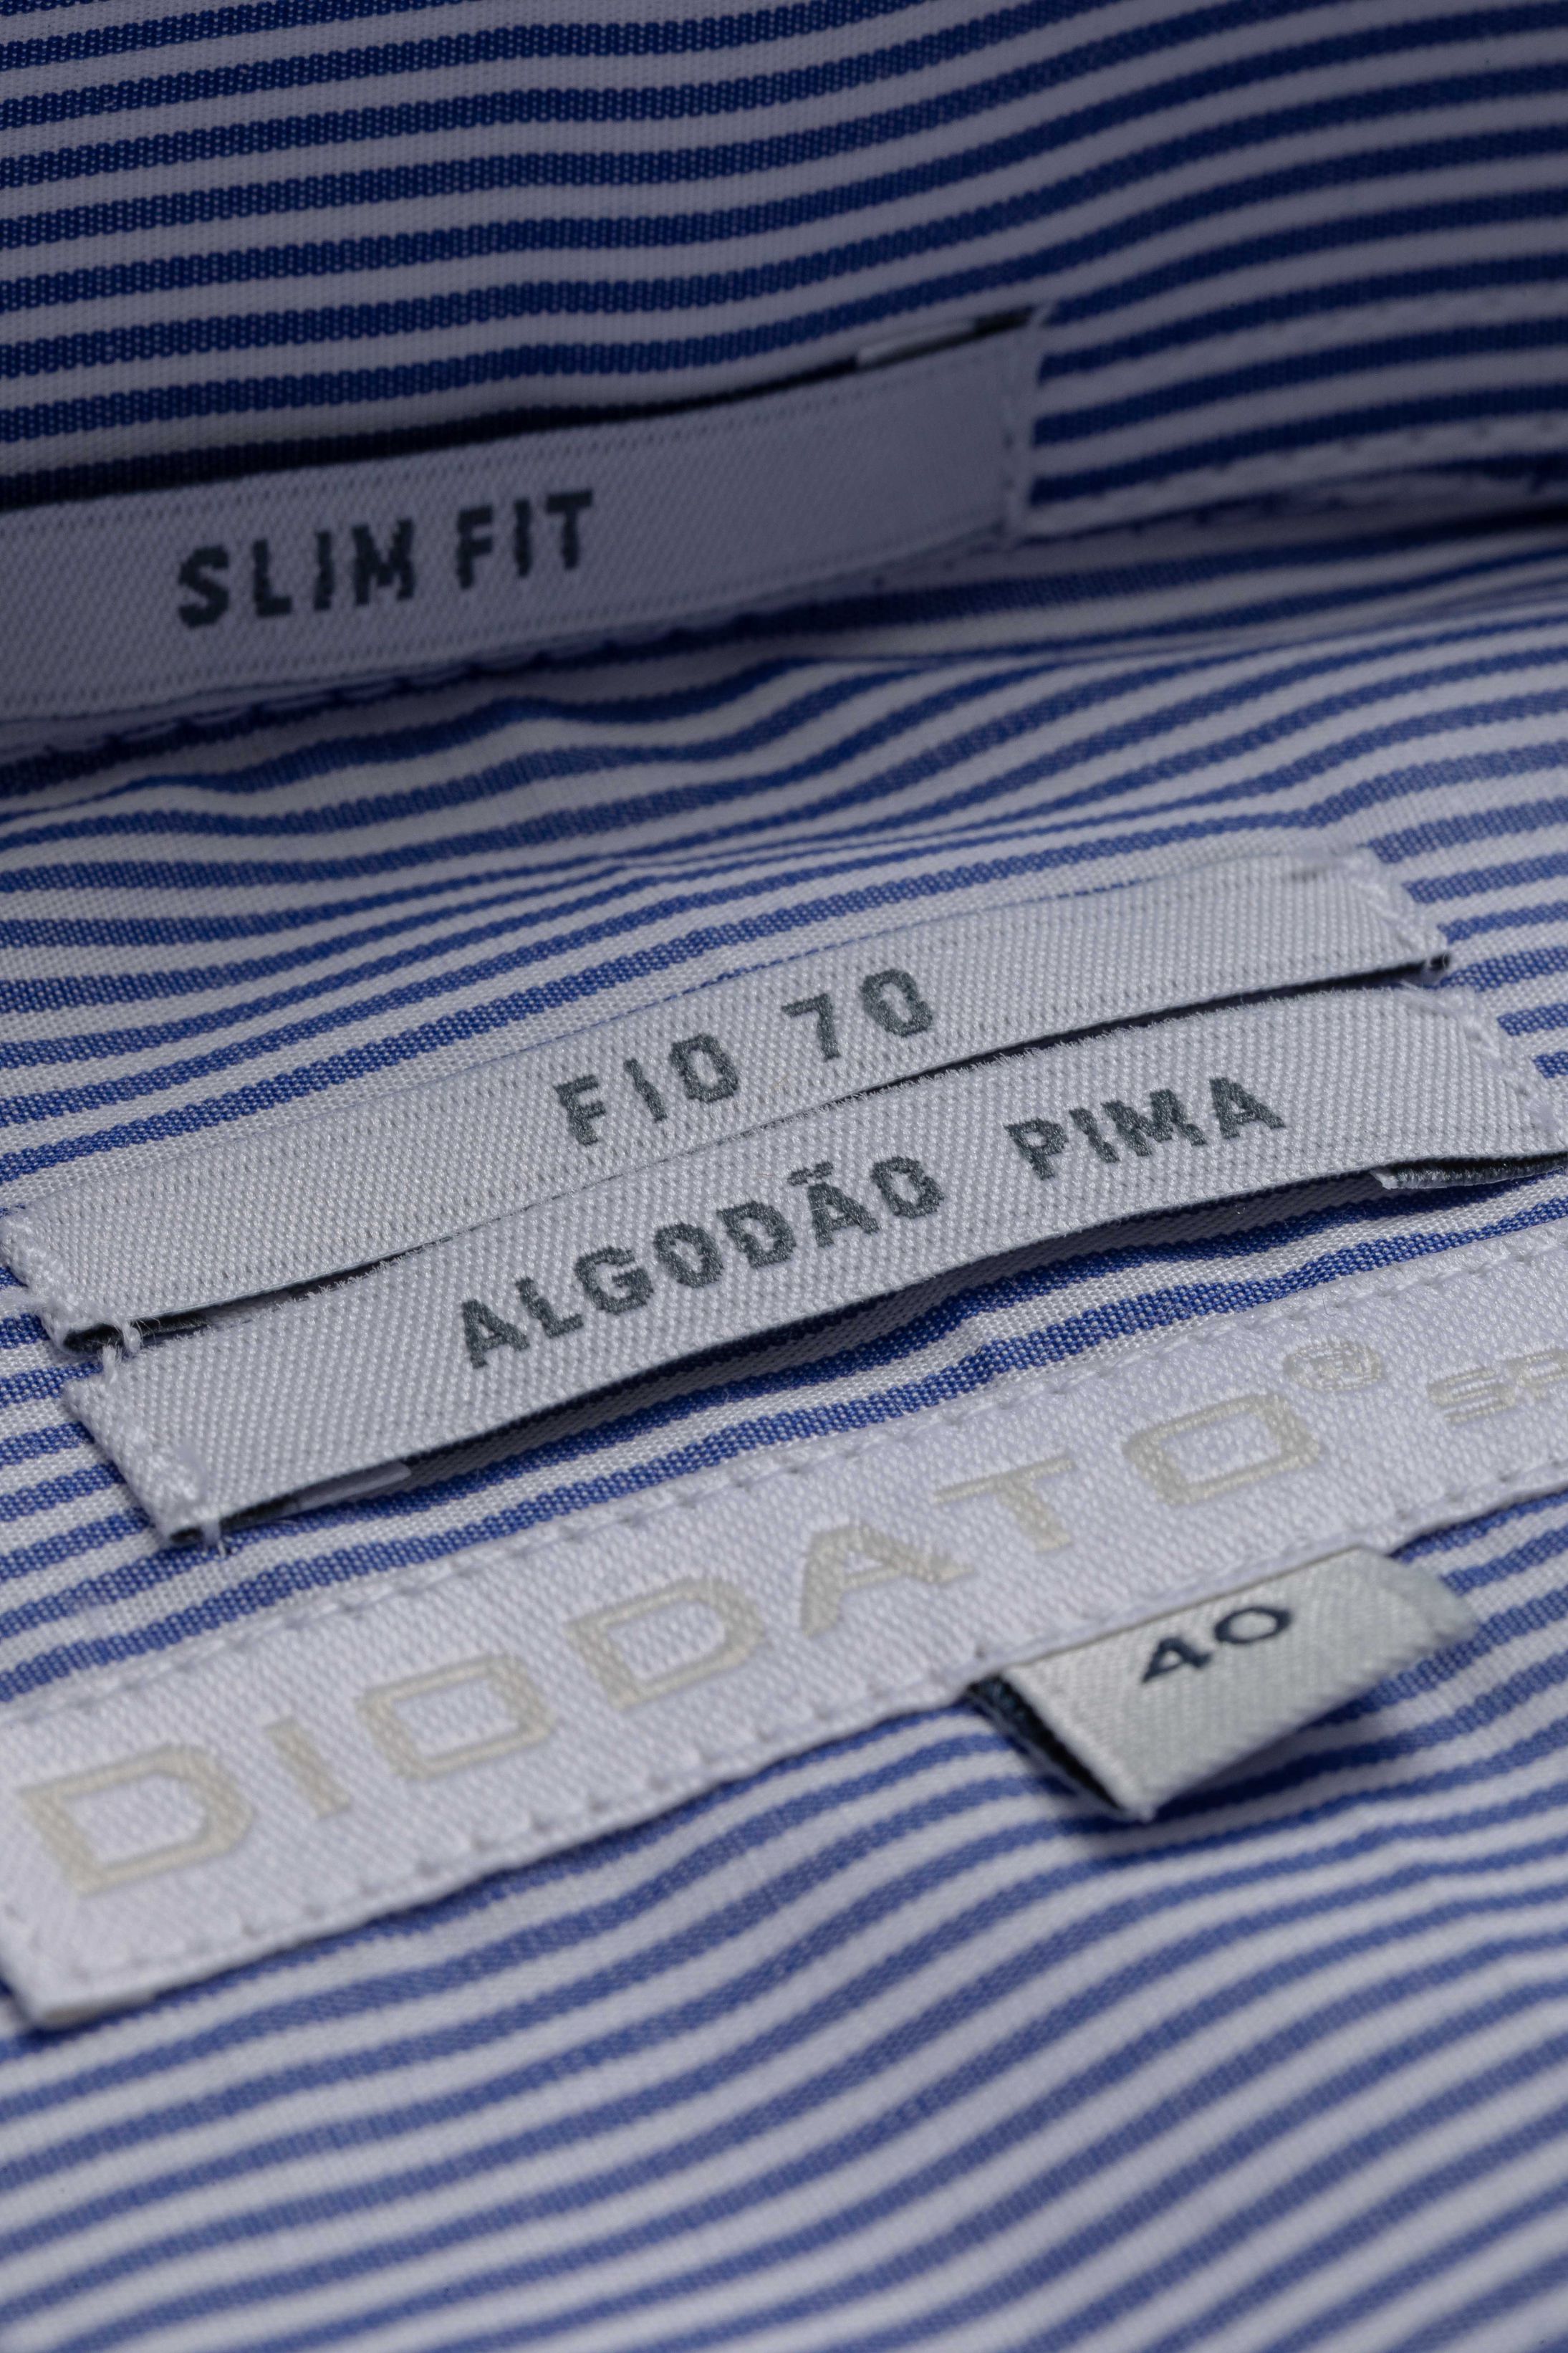 SLIM FIT
FIO 70
ALGODÃO PIMA
DIODATO®
40